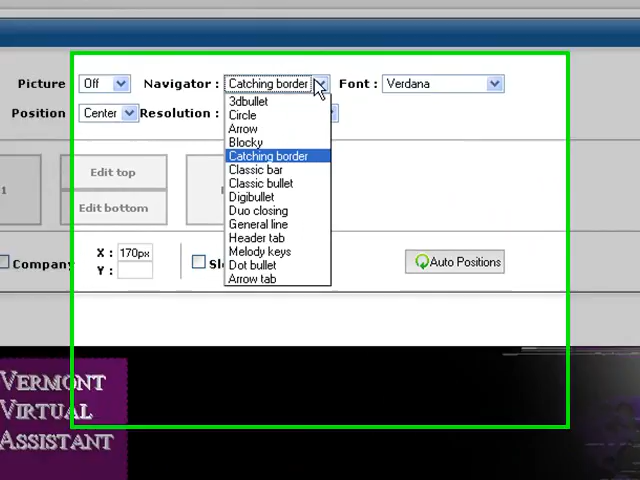 Picture Off Navigator : Catching border Font : Verdana
Position Center Resolution :
3dbullet
Circle
Arrow
Blocky
Catching border
Classic bar
Classic bullet
Digibullet
Duo closing
General line
Header tab
Melody keys
Dot bullet
Arrow tab
1 Edit top
Edit bottom
Company X : 170px Auto Positions
Y :
VERMONT
VIRTUAL
ASSISTANT